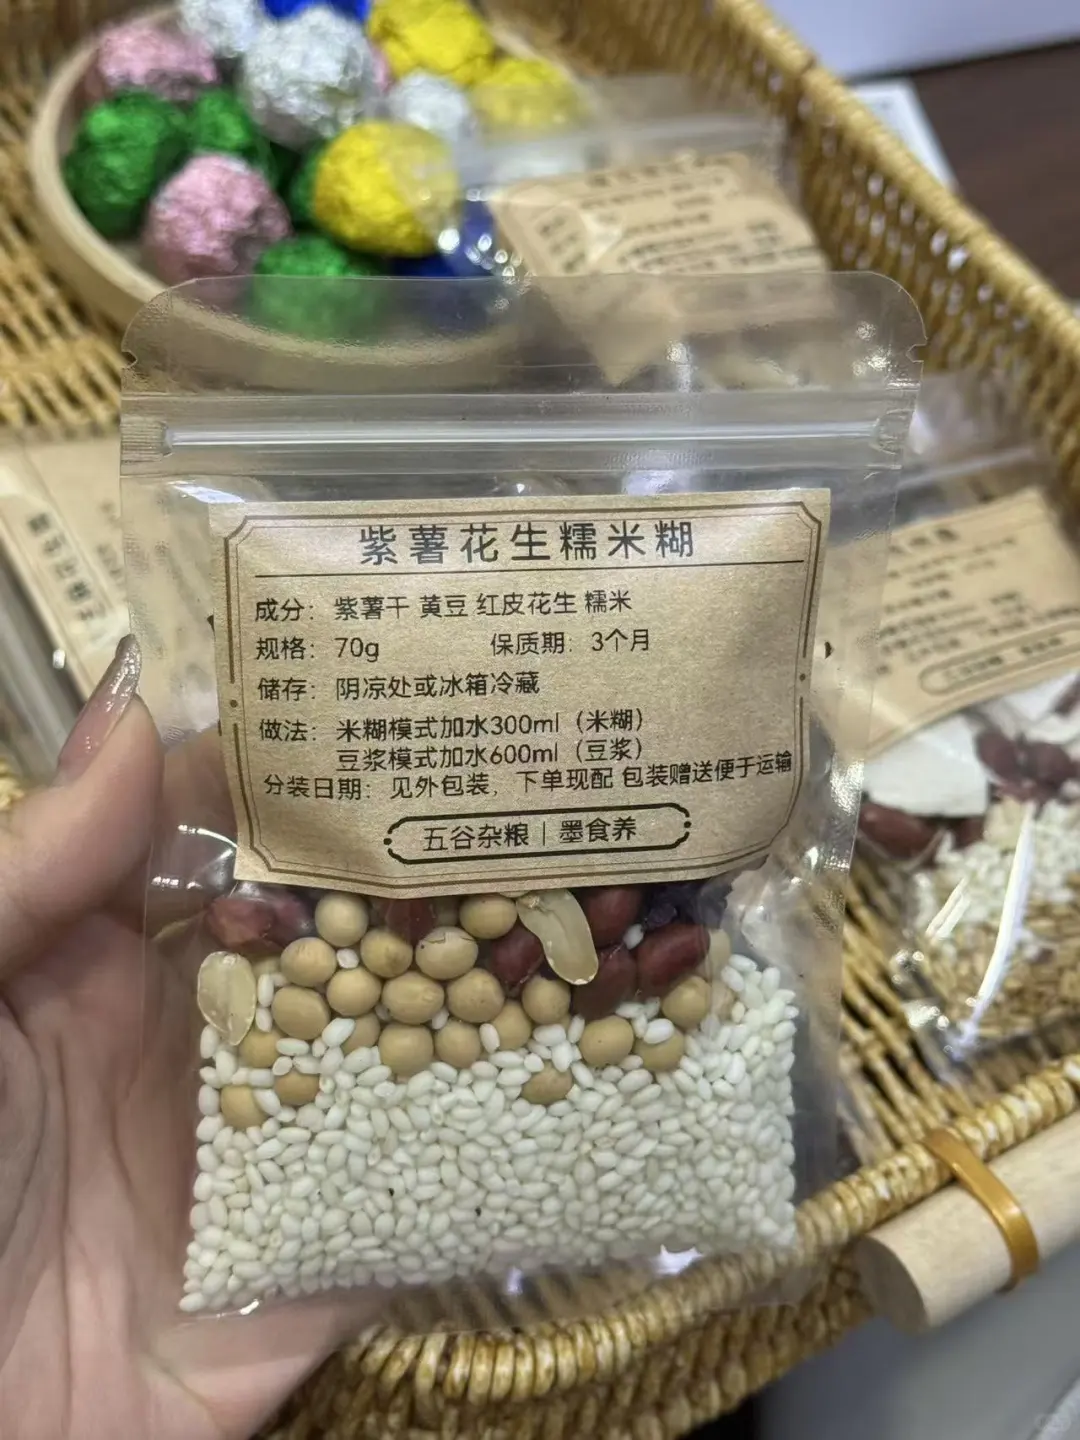 紫薯花生糯米糊
成分：紫薯干 黄豆 红皮花生 糯米
规格：70g 保质期：3个月
储存：阴凉处或冰箱冷藏
做法：米糊模式加水300ml（米糊）
豆浆模式加水600ml（豆浆）
分装日期：见外包装，下单现配 包装赠送便于运输
五谷杂粮｜墨食养